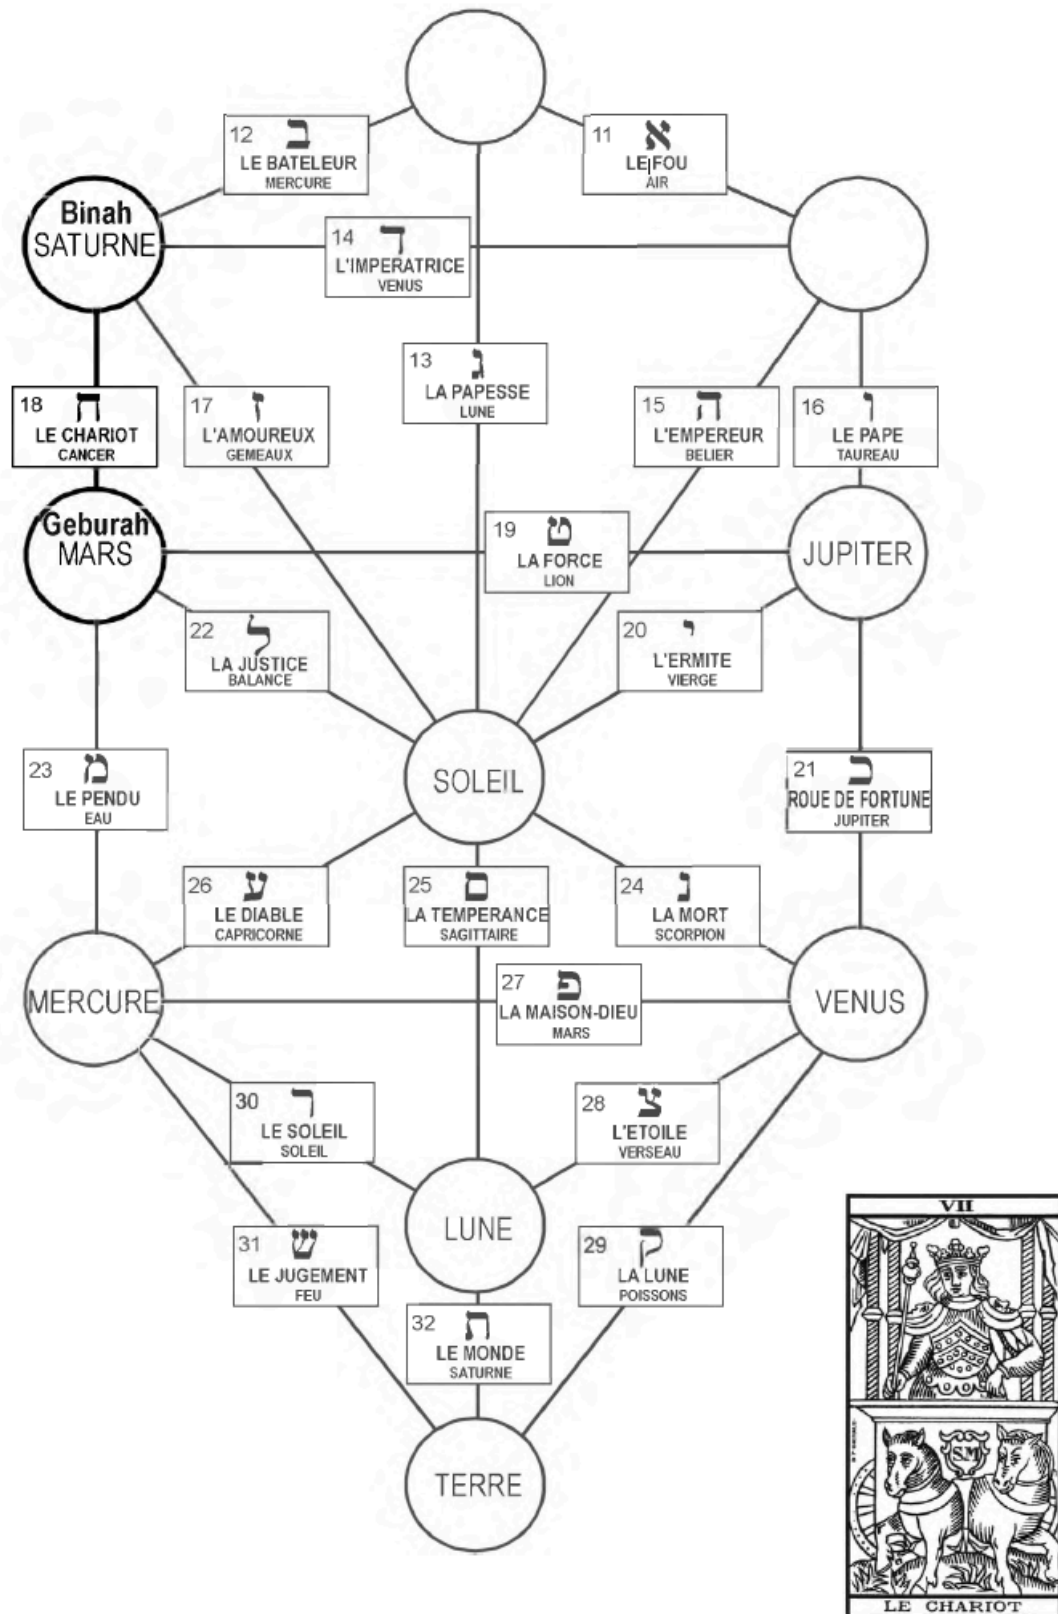 12 ב
LE BATELEUR
MERCURE
11 א
LE FOU
AIR
Binah
SATURNE
14 ד
L'IMPERATRICE
VENUS
13 ג
LA PAPESSE
LUNE
18 ח
LE CHARIOT
CANCER
17 ז
L'AMOUREUX
GEMEAUX
15 ה
L'EMPEREUR
BELIER
16 ו
LE PAPE
TAUREAU
Geburah
MARS
19 ט
LA FORCE
LION
JUPITER
22 ל
LA JUSTICE
BALANCE
20 י
L'ERMITE
VIERGE
23 מ
LE PENDU
EAU
SOLEIL
21 כ
ROUE DE FORTUNE
JUPITER
26 ע
LE DIABLE
CAPRICORNE
25 ס
LA TEMPERANCE
SAGITTAIRE
24 נ
LA MORT
SCORPION
MERCURE
27 פ
LA MAISON-DIEU
MARS
VENUS
30 ר
LE SOLEIL
SOLEIL
28 צ
L'ETOILE
VERSEAU
LUNE
31 ש
LE JUGEMENT
FEU
29 ק
LA LUNE
POISSONS
32 ת
LE MONDE
SATURNE
TERRE
VII
S.M
LE CHARIOT